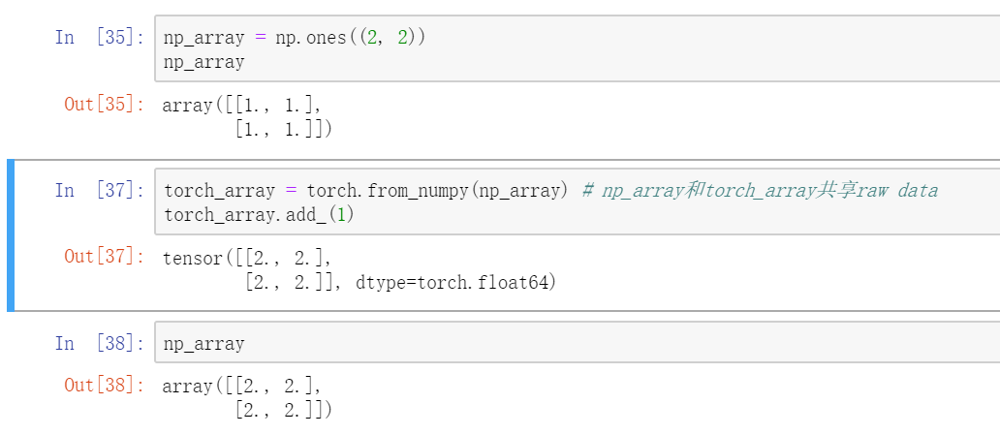 In [35]: np_array = np.ones((2, 2))
np_array
Out[35]: array([[1., 1.],
[1., 1.]])
In [37]: torch_array = torch.from_numpy(np_array) # np_array和torch_array共享raw data
torch_array.add_(1)
Out[37]: tensor([[2., 2.],
[2., 2.]], dtype=torch.float64)
In [38]: np_array
Out[38]: array([[2., 2.],
[2., 2.]])